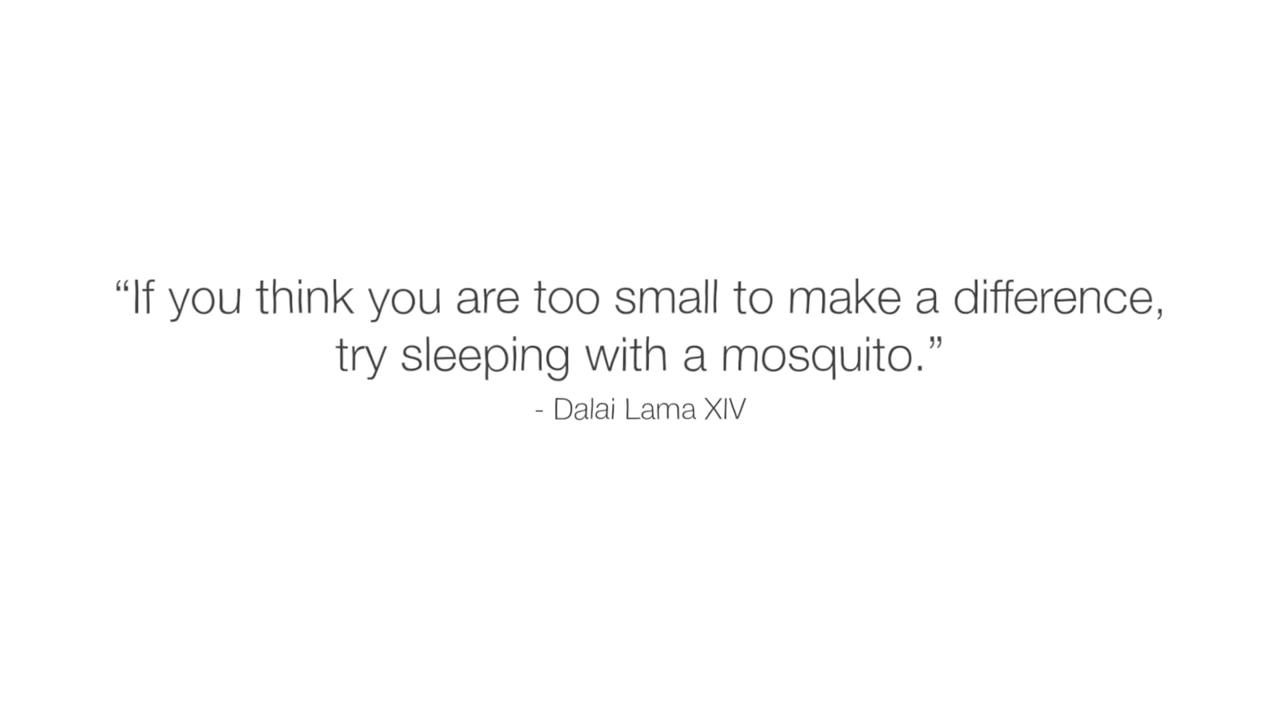 “If you think you are too small to make a difference,
try sleeping with a mosquito.”
- Dalai Lama XIV